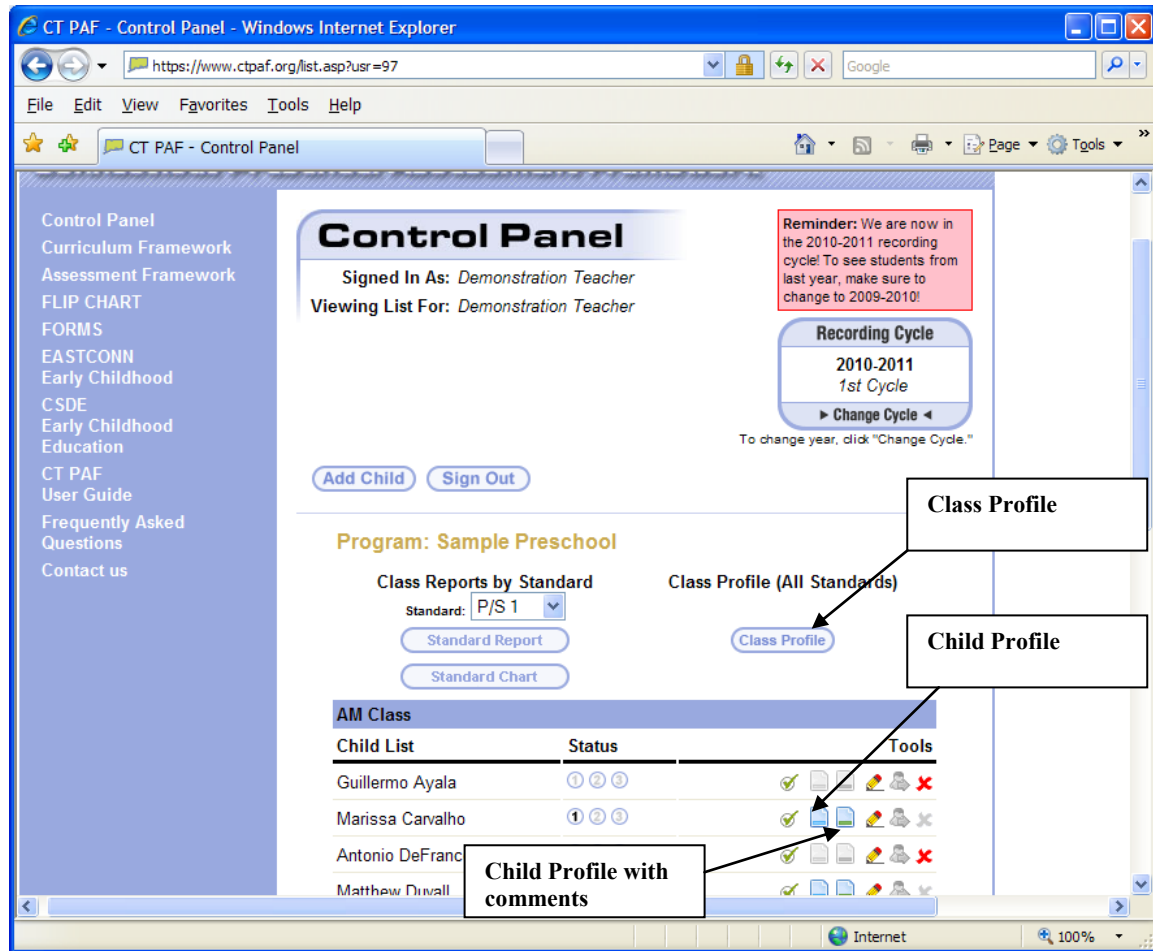 CT PAF - Control Panel - Windows Internet Explorer
https://www.ctpaf.org/list.asp?usr=97
Google
File Edit View Favorites Tools Help
CT PAF - Control Panel
Page Tools »
Control Panel
Curriculum Framework
Assessment Framework
FLIP CHART
FORMS
EASTCONN
Early Childhood
CSDE
Early Childhood
Education
CT PAF
User Guide
Frequently Asked
Questions
Contact us
Control Panel
Signed In As: Demonstration Teacher
Viewing List For: Demonstration Teacher
Reminder: We are now in
the 2010-2011 recording
cycle! To see students from
last year, make sure to
change to 2009-2010!
Recording Cycle
2010-2011
1st Cycle
► Change Cycle ◄
To change year, click "Change Cycle."
Add Child Sign Out
Class Profile
Program: Sample Preschool
Class Reports by Standard Class Profile (All Standards)
Standard: P/S 1
Standard Report Class Profile
Standard Chart
Child Profile
AM Class
Child List Status Tools
Guillermo Ayala 1 2 3
Marissa Carvalho 1 2 3
Antonio DeFranc
Matthew Duvall
Child Profile with
comments
Internet 100%